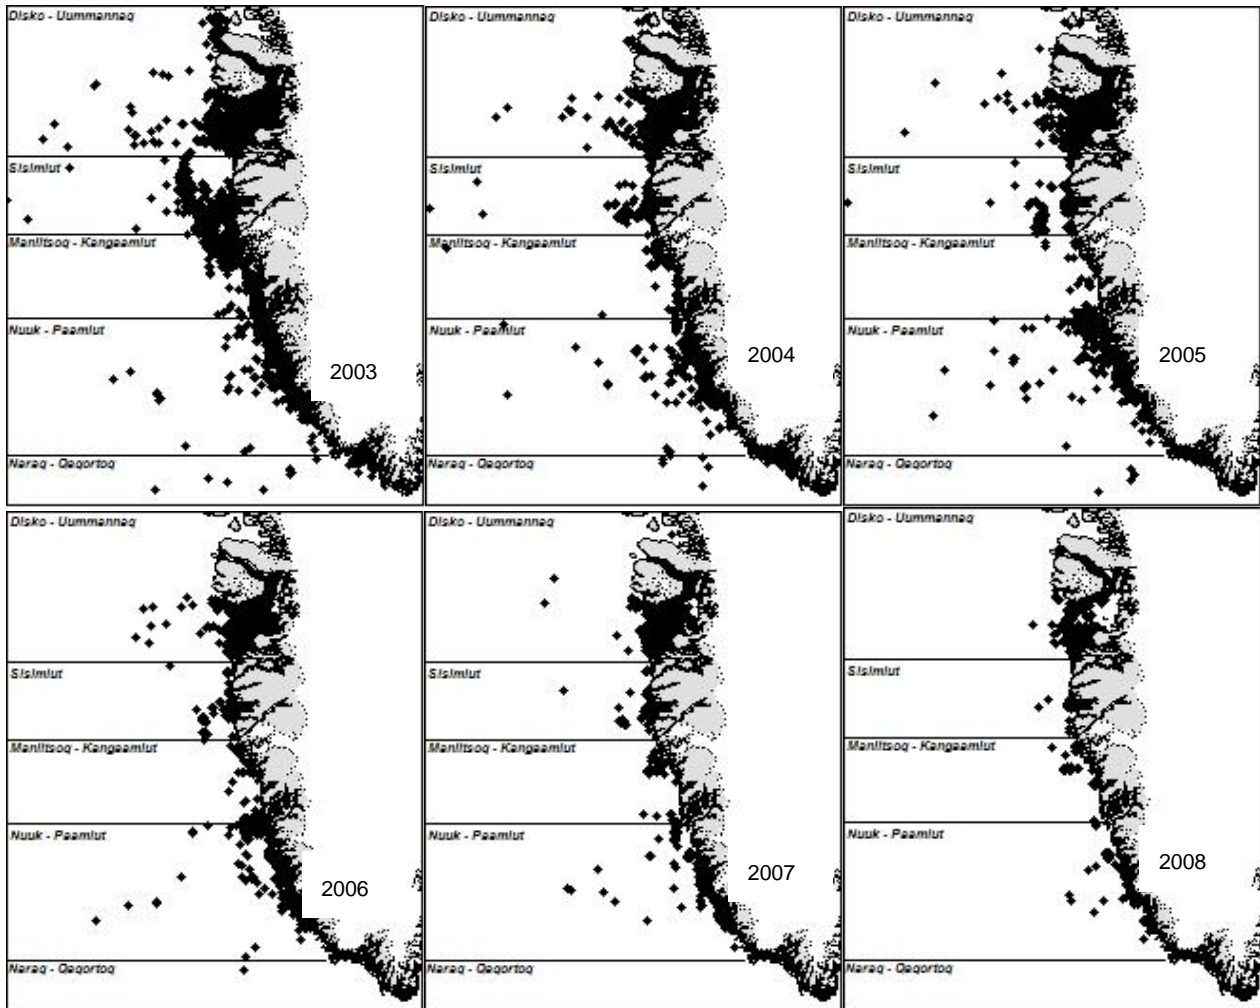 Disko - Uummannaq
Sisimiut
Maniitsoq - Kangaamiut
Nuuk - Paamiut
2003
Naraq - Qaqortoq
Disko - Uummannaq
Sisimiut
Maniitsoq - Kangaamiut
Nuuk - Paamiut
2004
Naraq - Qaqortoq
Disko - Uummannaq
Sisimiut
Maniitsoq - Kangaamiut
Nuuk - Paamiut
2005
Naraq - Qaqortoq
Disko - Uummannaq
Sisimiut
Maniitsoq - Kangaamiut
Nuuk - Paamiut
2006
Naraq - Qaqortoq
Disko - Uummannaq
Sisimiut
Maniitsoq - Kangaamiut
Nuuk - Paamiut
2007
Naraq - Qaqortoq
Disko - Uummannaq
Sisimiut
Maniitsoq - Kangaamiut
Nuuk - Paamiut
2008
Naraq - Qaqortoq